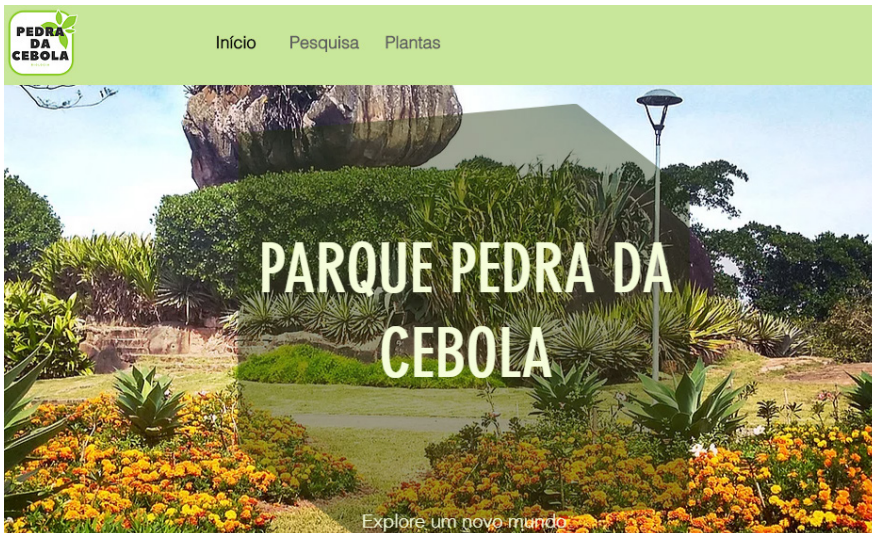 PEDRA
DA
CEBOLA
Início Pesquisa Plantas
PARQUE PEDRA DA
CEBOLA
Explore um novo mundo